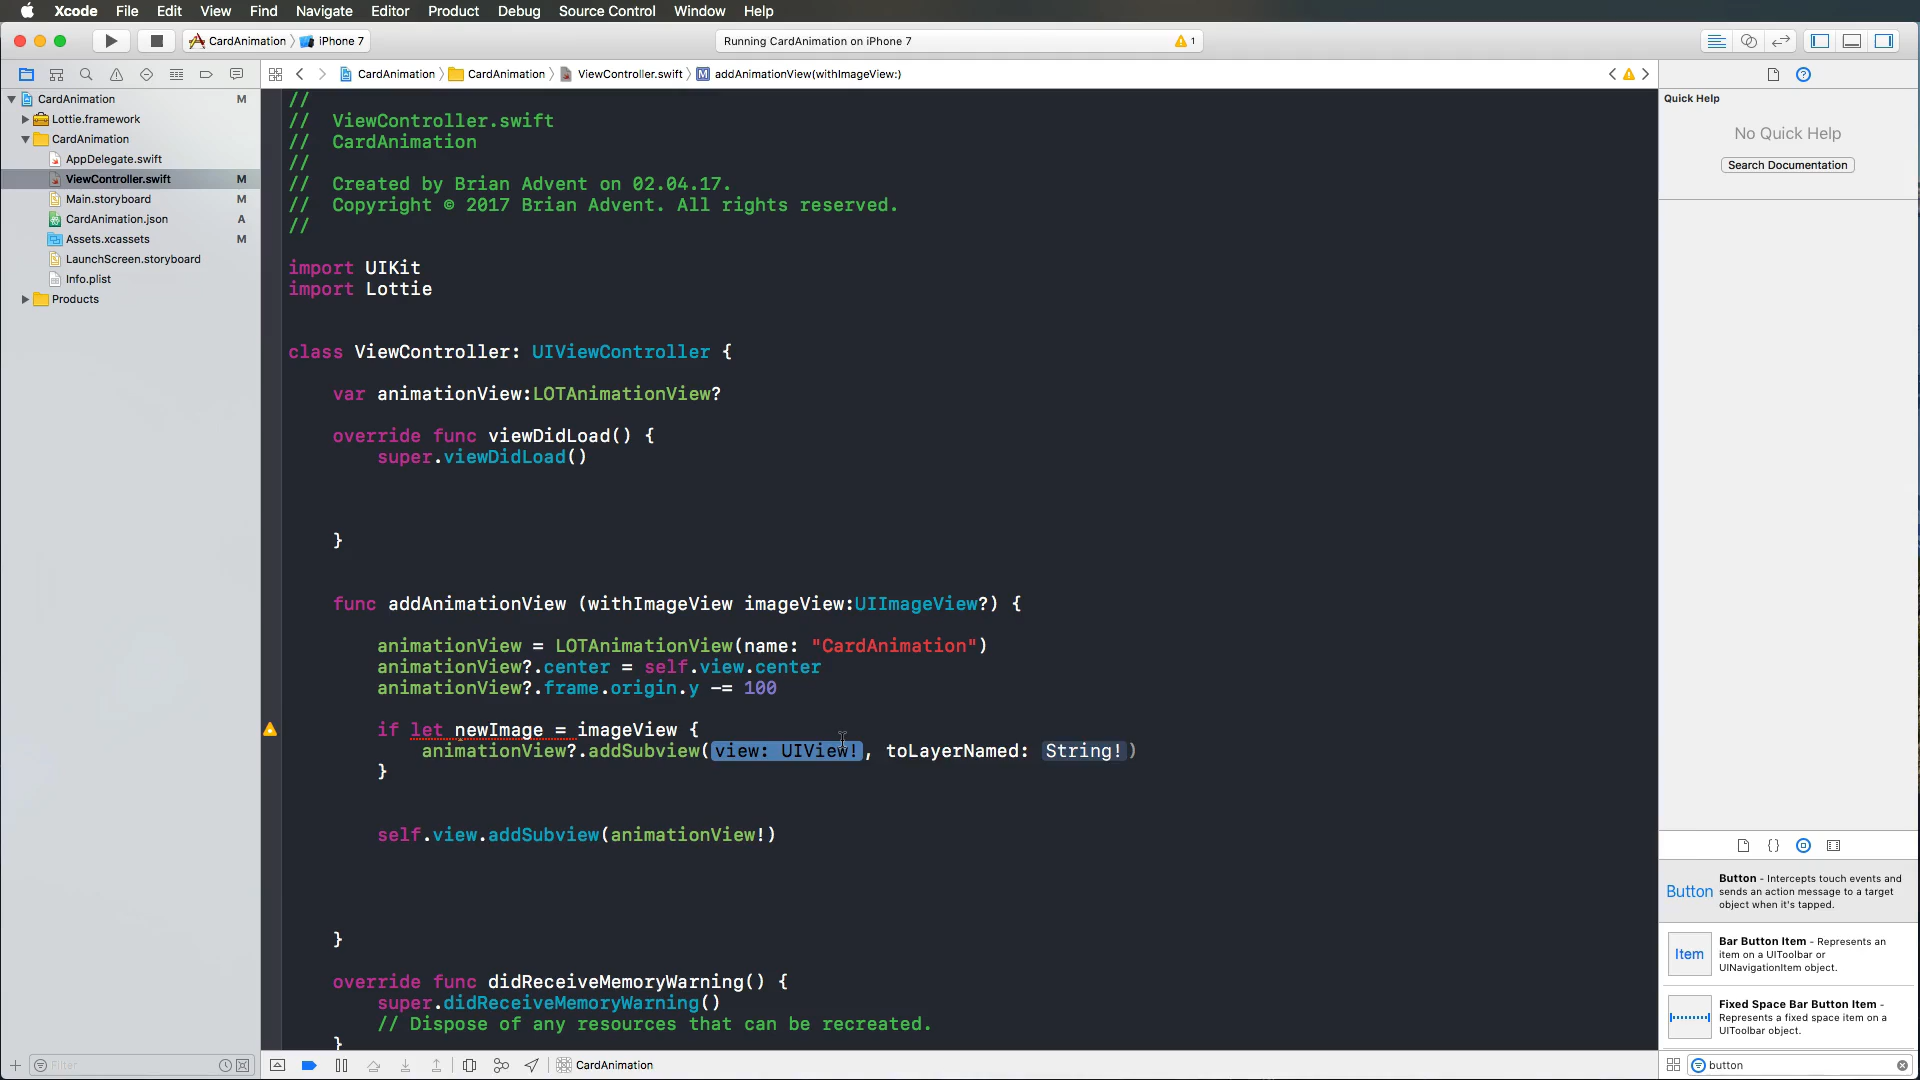 Xcode File Edit View Find Navigate Editor Product Debug Source Control Window Help
CardAnimation iPhone 7 Running CardAnimation on iPhone 7 1
CardAnimation CardAnimation ViewController.swift M addAnimationView(withImageView:)
CardAnimation M
Lottie.framework
CardAnimation
AppDelegate.swift
ViewController.swift M
Main.storyboard M
CardAnimation.json A
Assets.xcassets M
LaunchScreen.storyboard
Info.plist
Products
Filter
//
// ViewController.swift
// CardAnimation
//
// Created by Brian Advent on 02.04.17.
// Copyright © 2017 Brian Advent. All rights reserved.
//
import UIKit
import Lottie
class ViewController: UIViewController {
var animationView:LOTAnimationView?
override func viewDidLoad() {
super.viewDidLoad()
}
func addAnimationView (withImageView imageView:UIImageView?) {
animationView = LOTAnimationView(name: "CardAnimation")
animationView?.center = self.view.center
animationView?.frame.origin.y -= 100
if let newImage = imageView {
animationView?.addSubview(view: UIView!, toLayerNamed: String!)
}
self.view.addSubview(animationView!)
}
override func didReceiveMemoryWarning() {
super.didReceiveMemoryWarning()
// Dispose of any resources that can be recreated.
}
CardAnimation
Quick Help
No Quick Help
Search Documentation
{}
Button
Button - Intercepts touch events and
sends an action message to a target
object when it's tapped.
Item
Bar Button Item - Represents an
item on a UIToolbar or
UINavigationItem object.
Fixed Space Bar Button Item -
Represents a fixed space item on a
UIToolbar object.
button